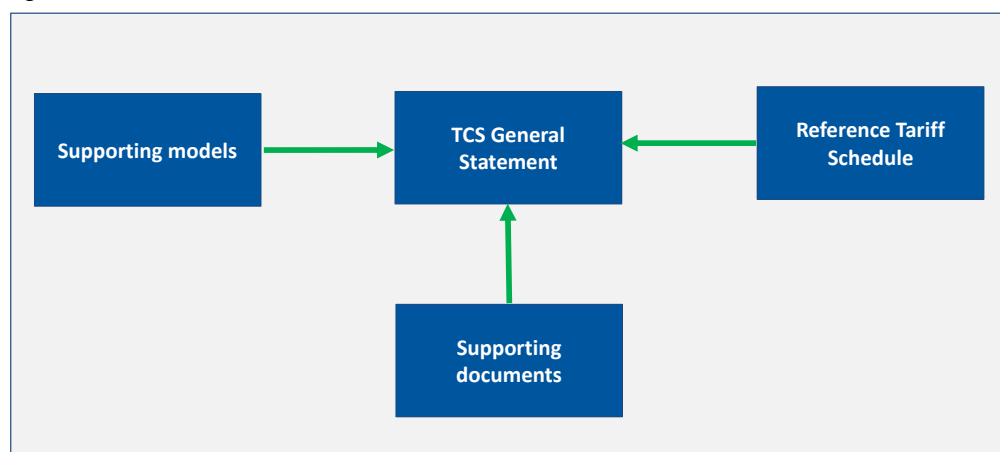 Supporting models
TCS General
Statement
Reference Tariff
Schedule
Supporting
documents